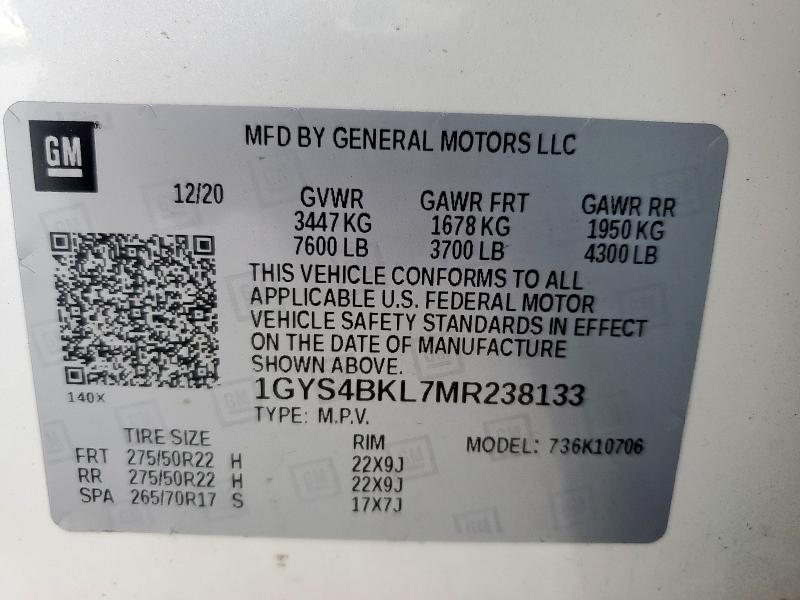 GM
MFD BY GENERAL MOTORS LLC
12/20 GVWR GAWR FRT GAWR RR
3447 KG 1678 KG 1950 KG
7600 LB 3700 LB 4300 LB
THIS VEHICLE CONFORMS TO ALL
APPLICABLE U.S. FEDERAL MOTOR
VEHICLE SAFETY STANDARDS IN EFFECT
ON THE DATE OF MANUFACTURE
SHOWN ABOVE.
140X
1GYS4BKL7MR238133
TYPE: M.P.V.
TIRE SIZE RIM MODEL: 736K10706
FRT 275/50R22 H 22X9J
RR 275/50R22 H 22X9J
SPA 265/70R17 S 17X7J